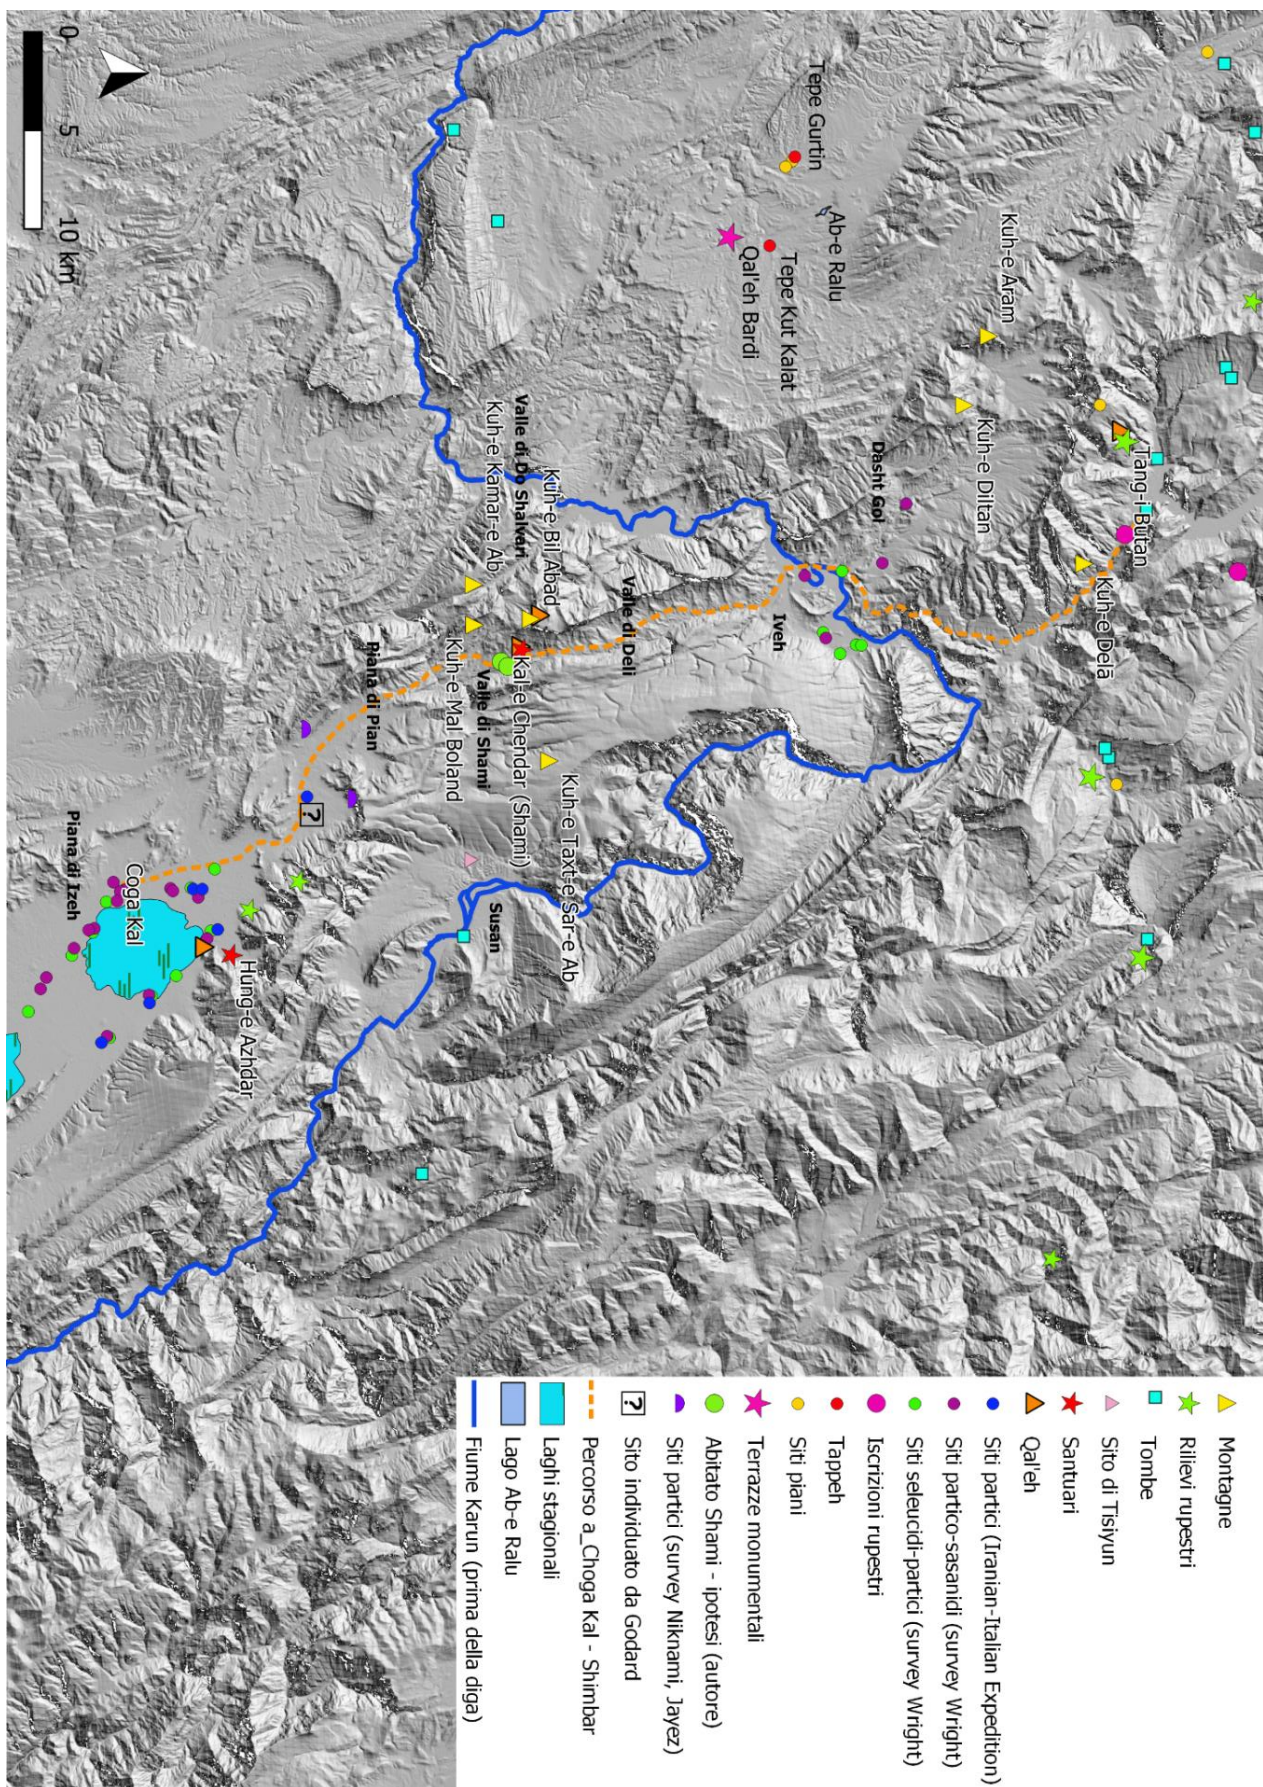 0 5 10 km
Tepe Gurtin
Ab-e Ralu
Tepe Kut Kalat
Qal'eh Bardi
Kuh-e Aram
Kuh-e Diltan
Tang-i Butan
Kuh-e Delā
Dasht Gol
Iveh
Valle di Deli
Kuh-e Bil Abad
Valle di Do Shalvari
Kuh-e Kamar-e Ab
Kal-e Chendar (Shami)
Valle di Shami
Kuh-e Mal Boland
Piana di Pian
Kuh-e Taxt-e Sar-e Ab
Susan
?
Hung-e Azhdar
Coga Kal
Piana di Izeh
Montagne
Rilievi rupestri
Tombe
Sito di Tisiyun
Santuari
Qal'eh
Siti partici (Iranian-Italian Expedition)
Siti partico-sasanidi (survey Wright)
Siti seleucidi-partici (survey Wright)
Iscrizioni rupestri
Tappeh
Siti piani
Terrazze monumentali
Abitato Shami - ipotesi (autore)
Siti partici (survey Niknami, Jayez)
? Sito individuato da Godard
Percorso a_Choga Kal - Shimbar
Laghi stagionali
Lago Ab-e Ralu
Fiume Karun (prima della diga)